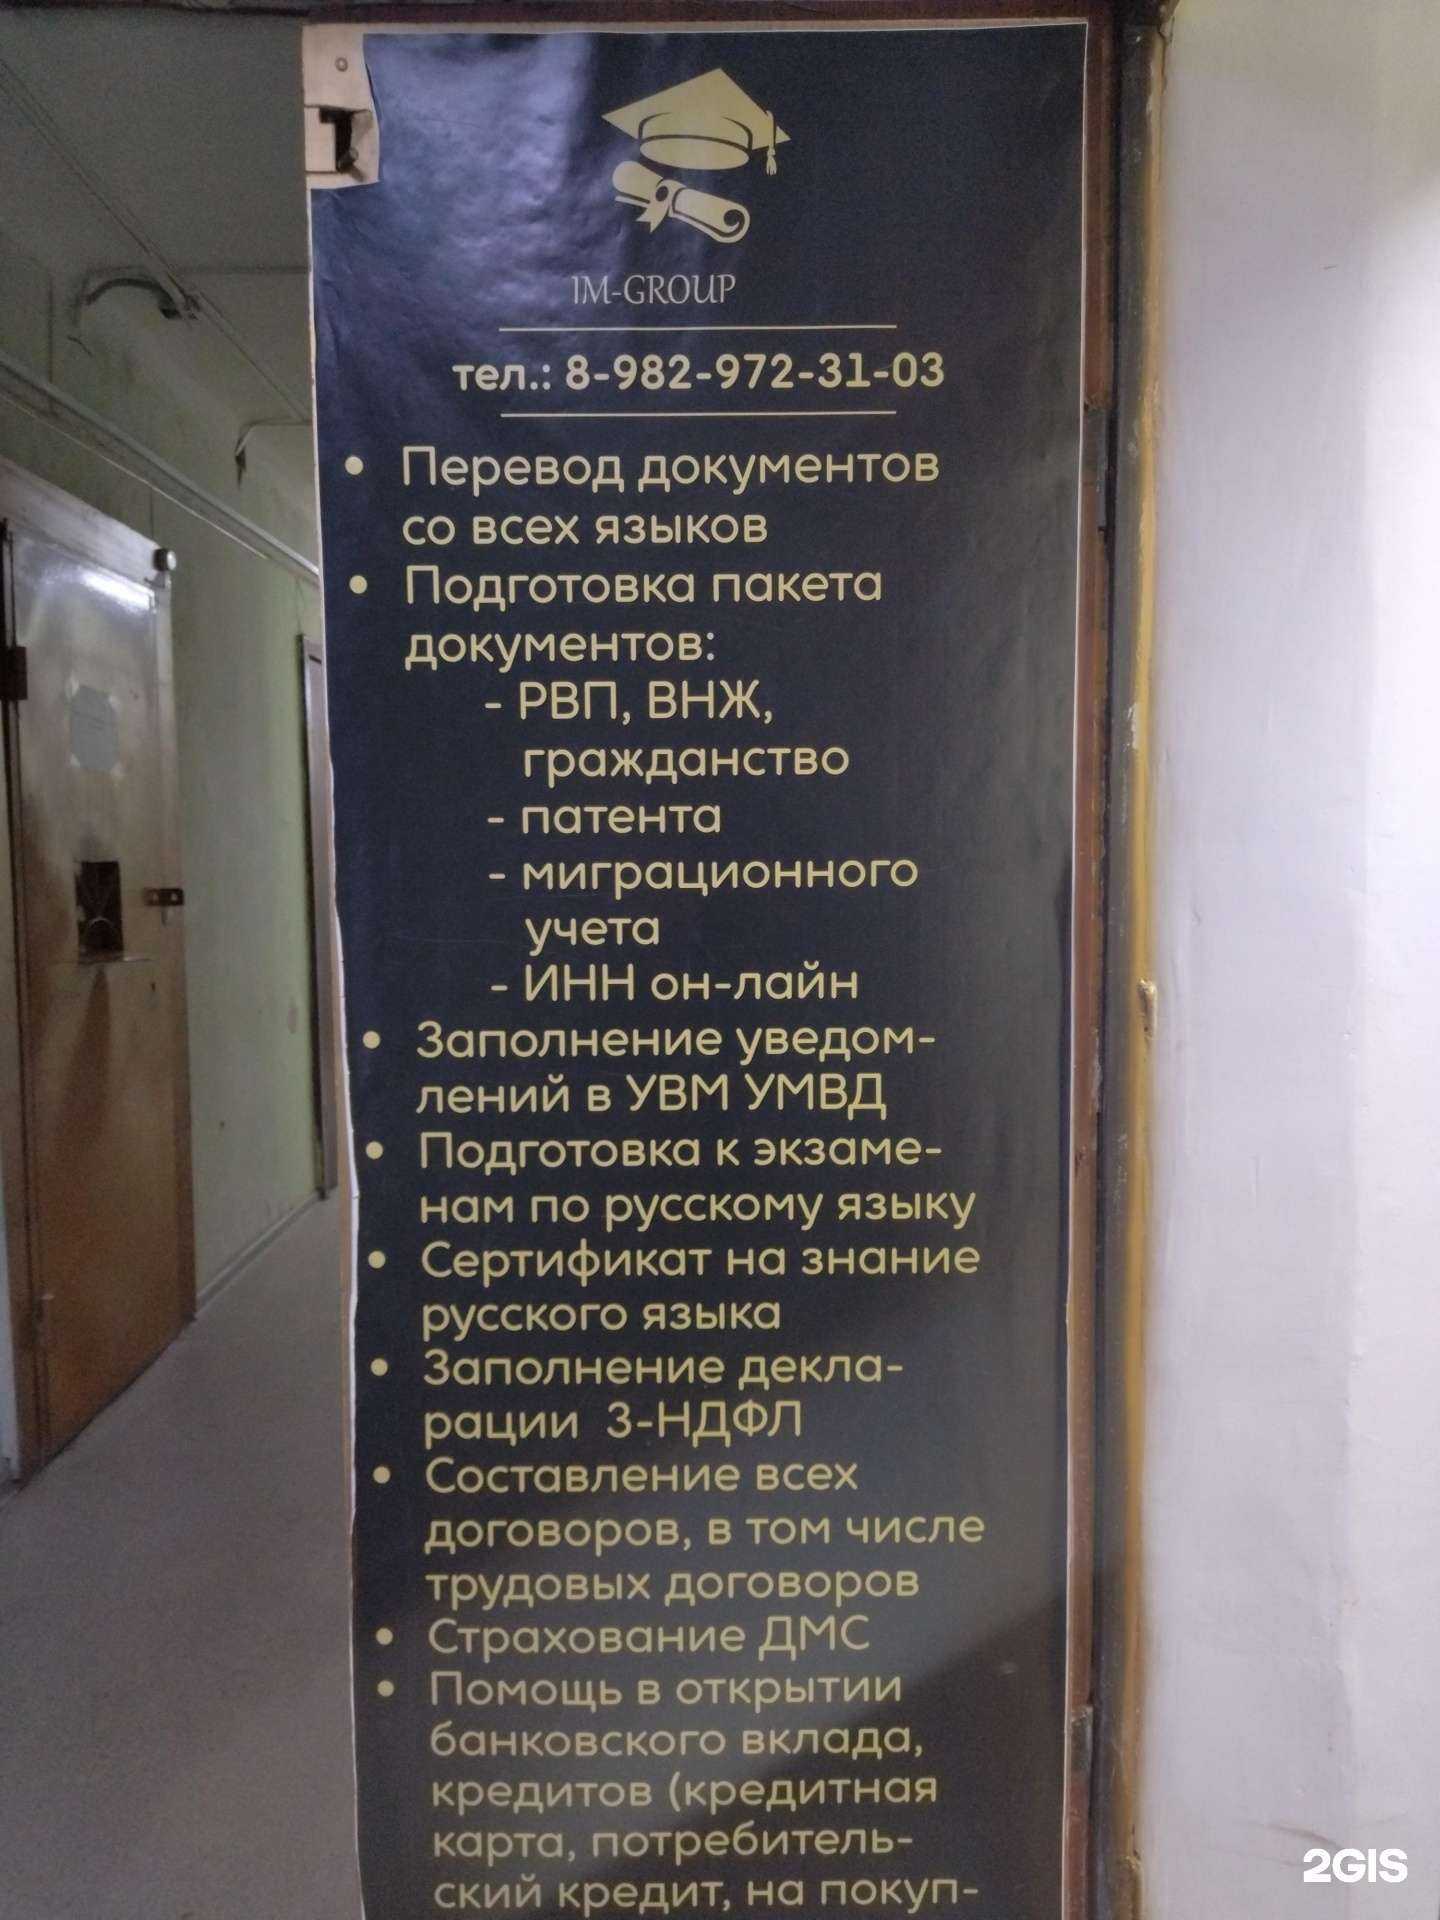 IM-GROUP
тел.: 8-982-972-31-03
• Перевод документов
со всех языков
• Подготовка пакета
документов:
- РВП, ВНЖ,
гражданство
- патента
- миграционного
учета
- ИНН он-лайн
• Заполнение уведом-
лений в УВМ УМВД
• Подготовка к экзаме-
нам по русскому языку
• Сертификат на знание
русского языка
• Заполнение декла-
рации 3-НДФЛ
• Составление всех
договоров, в том числе
трудовых договоров
• Страхование ДМС
• Помощь в открытии
банковского вклада,
кредитов (кредитная
карта, потребитель-
ский кредит, на покуп-
2GIS